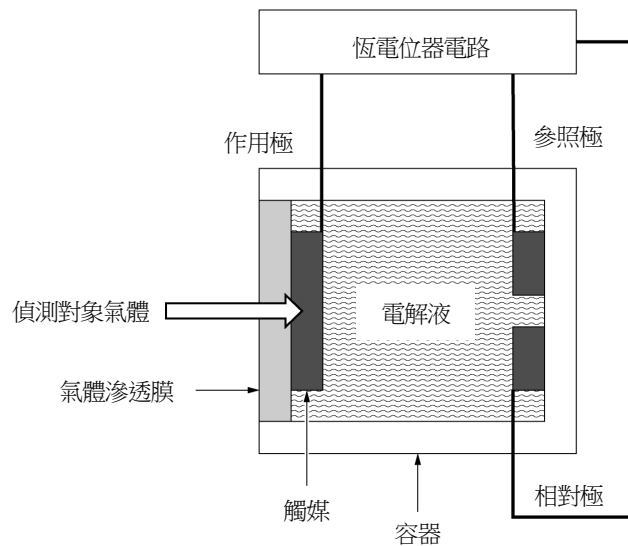 恆電位器電路
作用極
參照極
偵測對象氣體
電解液
氣體滲透膜
觸媒
容器
相對極